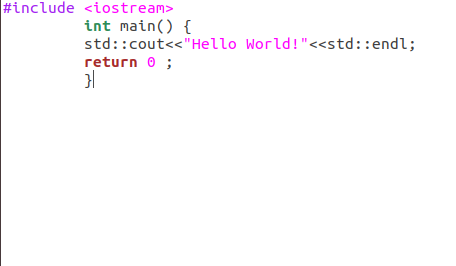 #include <iostream>
int main() {
std::cout<<"Hello World!"<<std::endl;
return 0 ;
}